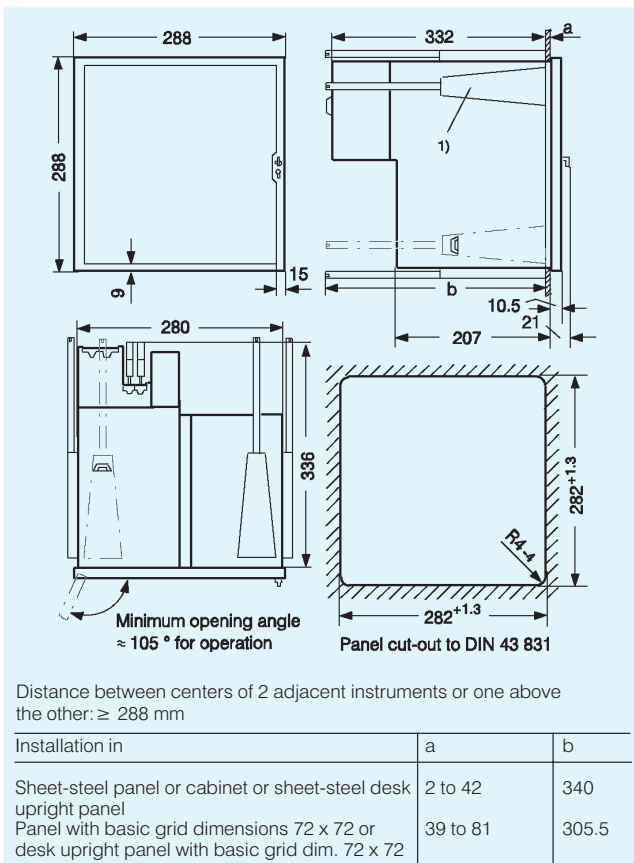 288
332
a
288
1)
9
15
b
10.5
21
207
280
336
282+1.3
R4-4
282+1.3
Minimum opening angle
≈ 105 ° for operation
Panel cut-out to DIN 43 831
Distance between centers of 2 adjacent instruments or one above
the other: ≥ 288 mm
Installation in a b
Sheet-steel panel or cabinet or sheet-steel desk 2 to 42 340
upright panel
Panel with basic grid dimensions 72 x 72 or 39 to 81 305.5
desk upright panel with basic grid dim. 72 x 72